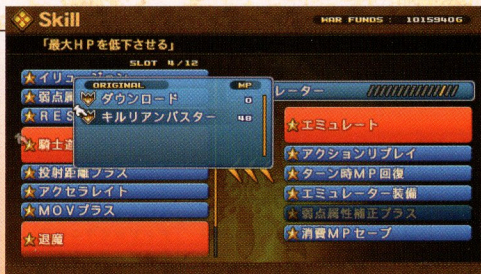 Skill
WAR FUNDS : 1015940G
「最大HPを低下させる」
SLOT 4/12
ORIGINAL MP
ダウンロード 0
キルリアンバスター 48
レーター
RES
騎士道
投射距離プラス
アクセラレイト
MOVプラス
退魔
エミュレート
アクションリプレイ
ターン時MP回復
エミュレーター装備
弱点属性補正プラス
消費MPセーブ